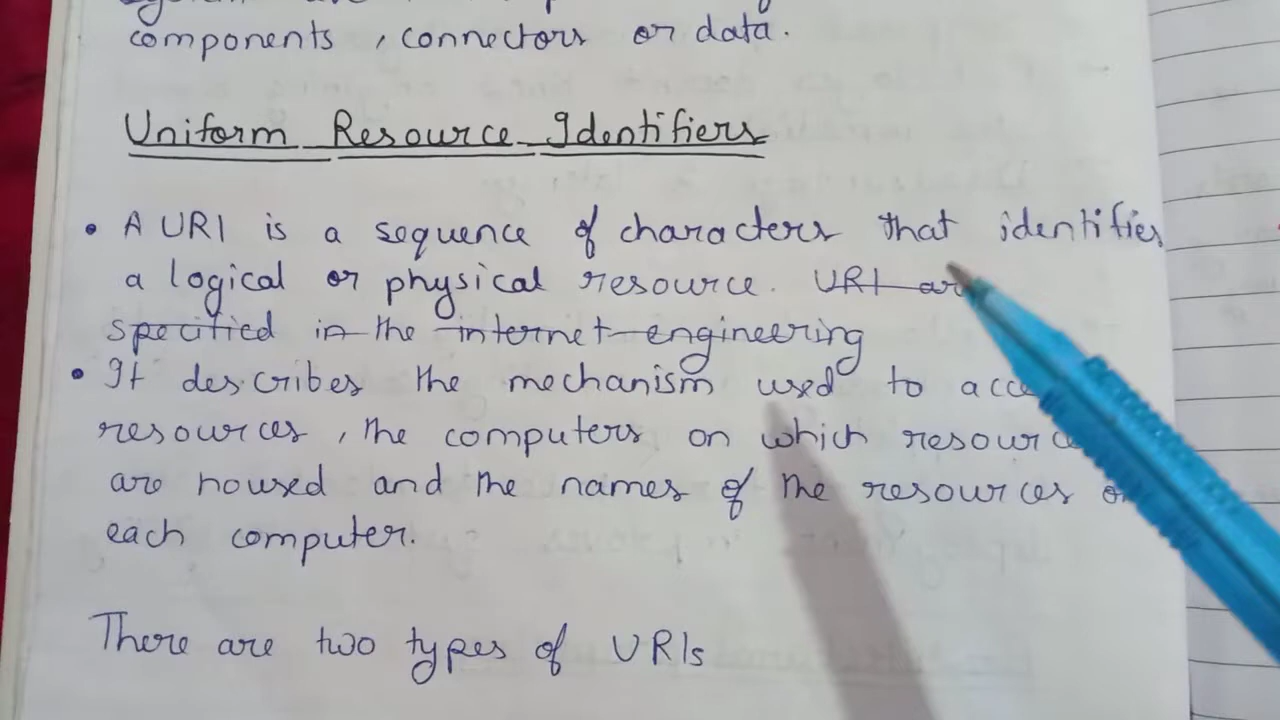 components, connectors or data.
Uniform Resource Identifiers
• A URI is a sequence of characters that identifies
a logical or physical resource. URI are
specified in the internet engineering
• It describes the mechanism used to
resources, the computers on which
are housed and the names of the resources
each computer.
There are two types of URIs